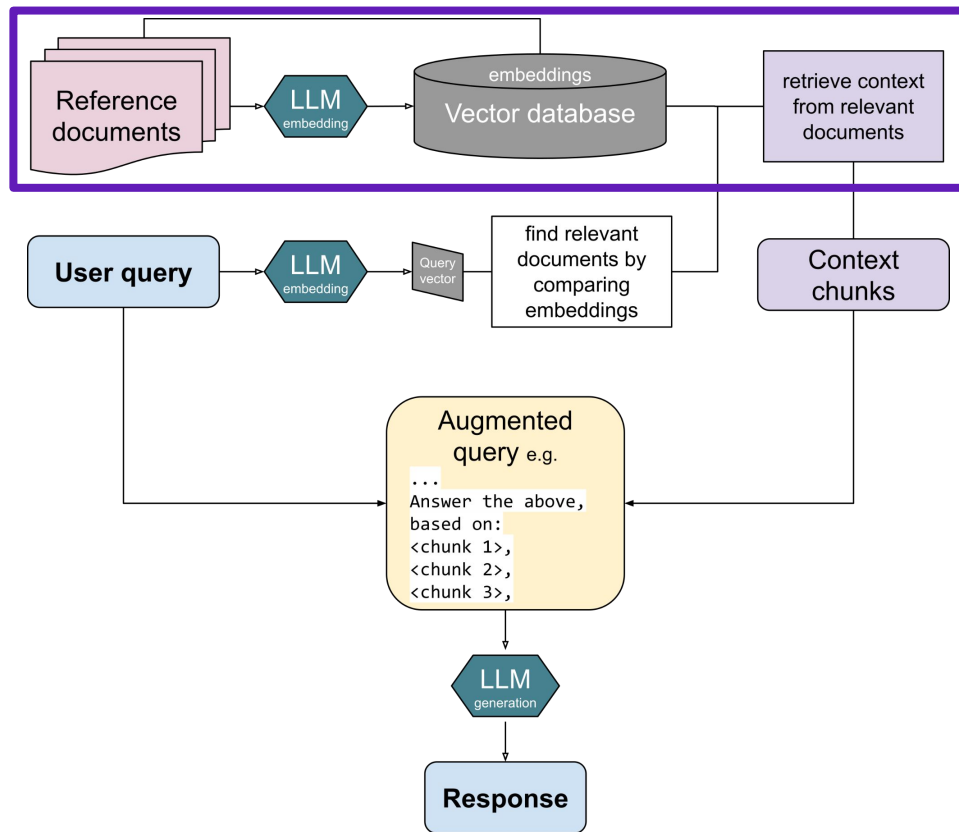 Reference
documents
LLM
embedding
embeddings
Vector database
retrieve context
from relevant
documents
User query
LLM
embedding
Query
vector
find relevant
documents by
comparing
embeddings
Context
chunks
Augmented
query e.g.
...
Answer the above,
based on:
<chunk 1>,
<chunk 2>,
<chunk 3>,
LLM
generation
Response